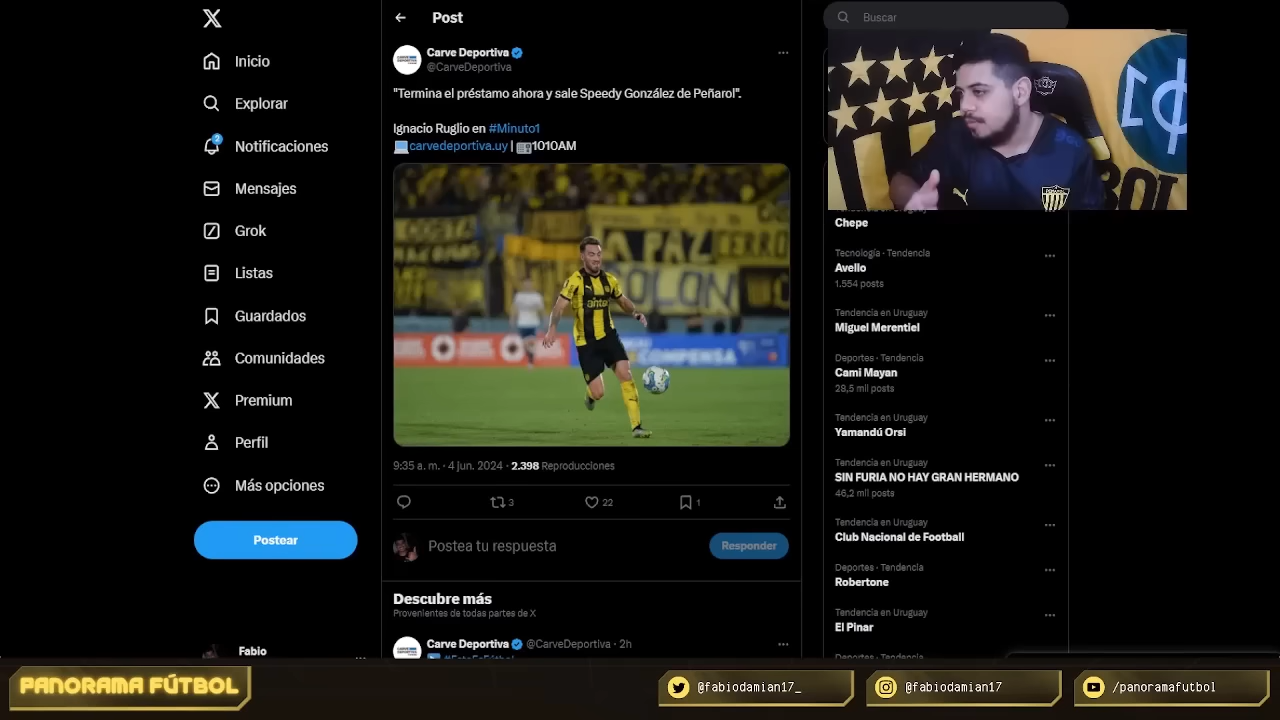 Post
Buscar
Inicio
Explorar
2
Notificaciones
Mensajes
Grok
Listas
Guardados
Comunidades
Premium
Perfil
Más opciones
Postear
Fabio
Carve Deportiva
@CarveDeportiva
"Termina el préstamo ahora y sale Speedy González de Peñarol".
Ignacio Ruglio en #Minuto1
carvedeportiva.uy | 1010AM
A PAZ CERRO
COLON
antel
COMPENSA
9:35 a. m. · 4 jun. 2024 · 2.398 Reproducciones
3
22
1
Postea tu respuesta
Responder
Descubre más
Provenientes de todas partes de X
Carve Deportiva @CarveDeportiva · 2h
Chepe
Tecnología · Tendencia
Avello
1.554 posts
Tendencia en Uruguay
Miguel Merentiel
Deportes · Tendencia
Cami Mayan
28,5 mil posts
Tendencia en Uruguay
Yamandú Orsi
Tendencia en Uruguay
SIN FURIA NO HAY GRAN HERMANO
46,2 mil posts
Tendencia en Uruguay
Club Nacional de Football
Deportes · Tendencia
Robertone
Tendencia en Uruguay
El Pinar
PANORAMA FÚTBOL
@fabiodamian17_
@fabiodamian17
/panoramafutbol